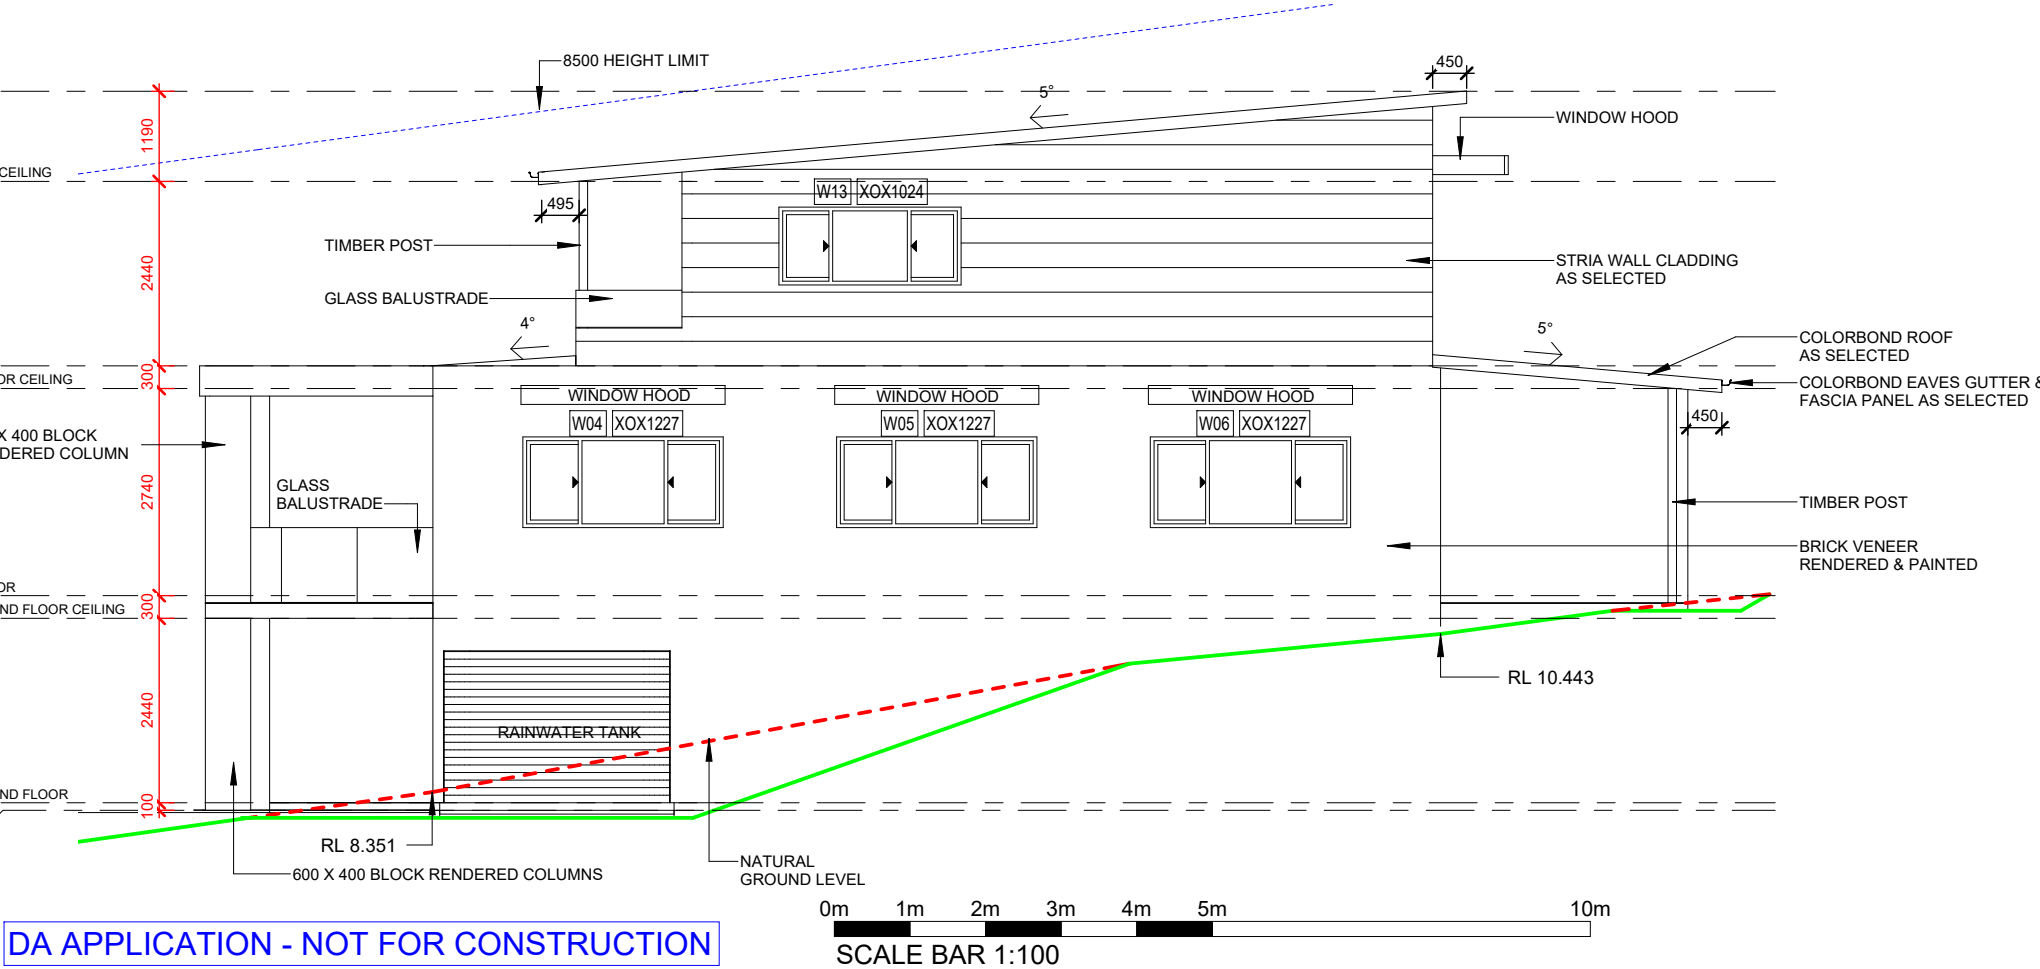 8500 HEIGHT LIMIT
450
5°
WINDOW HOOD
1190
CEILING
W13 XOX1024
495
TIMBER POST
2440
STRIA WALL CLADDING
AS SELECTED
GLASS BALUSTRADE
4°
5°
COLORBOND ROOF
AS SELECTED
300
OR CEILING
COLORBOND EAVES GUTTER &
FASCIA PANEL AS SELECTED
WINDOW HOOD
WINDOW HOOD
WINDOW HOOD
W04 XOX1227
W05 XOX1227
W06 XOX1227
450
X 400 BLOCK
DERED COLUMN
2740
GLASS
BALUSTRADE
TIMBER POST
BRICK VENEER
RENDERED & PAINTED
OR
300
ND FLOOR CEILING
RL 10.443
2440
RAINWATER TANK
ND FLOOR
100
RL 8.351
NATURAL
GROUND LEVEL
600 X 400 BLOCK RENDERED COLUMNS
0m 1m 2m 3m 4m 5m 10m
DA APPLICATION - NOT FOR CONSTRUCTION
SCALE BAR 1:100